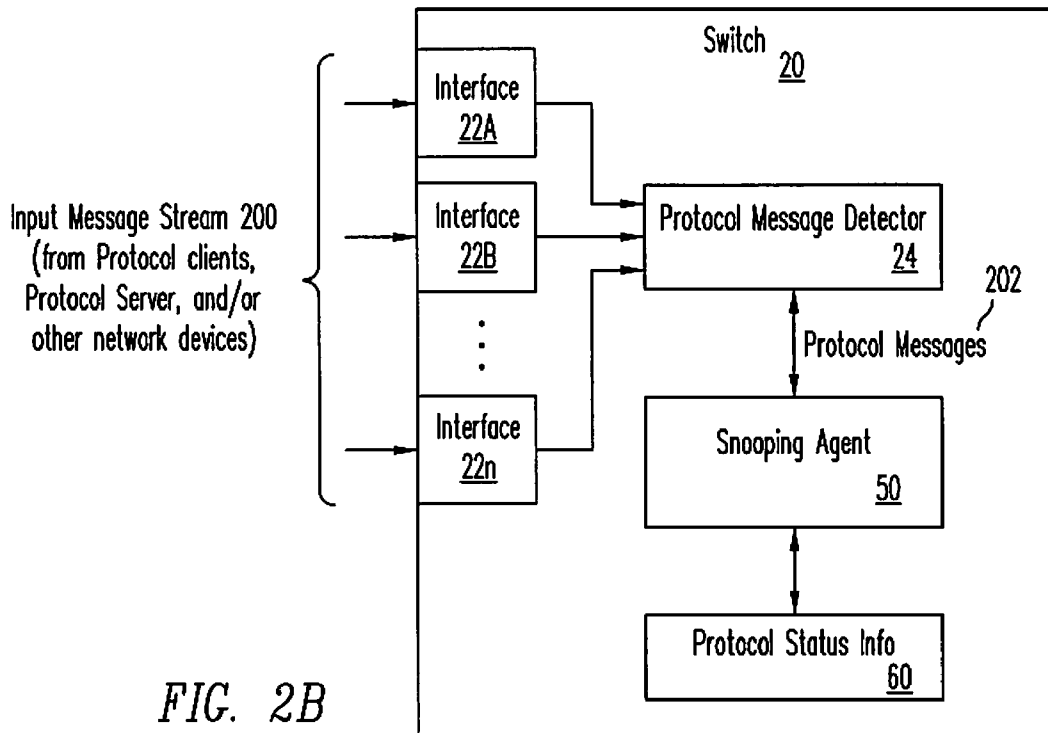 Switch
20
Interface
22A
Interface
22B
Interface
22n
Input Message Stream 200
(from Protocol clients,
Protocol Server, and/or
other network devices)
Protocol Message Detector
24
202
Protocol Messages
Snooping Agent
50
Protocol Status Info
60
FIG. 2B